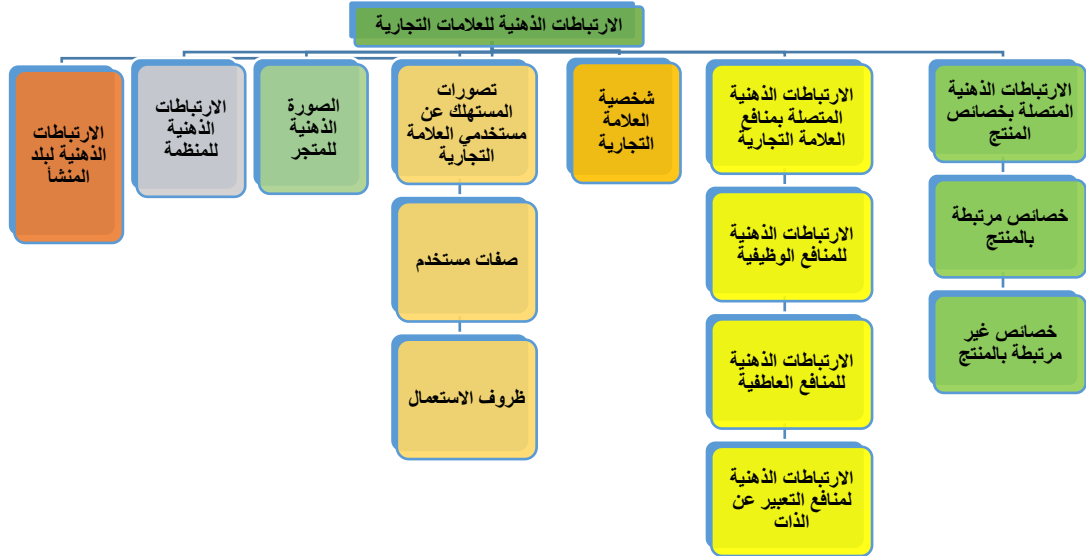 الارتباطات الذهنية للعلامات التجارية
الارتباطات الذهنية
المتصلة بخصائص
المنتج
خصائص مرتبطة
بالمنتج
خصائص غير
مرتبطة بالمنتج
الارتباطات الذهنية
المتصلة بمنافع
العلامة التجارية
الارتباطات الذهنية
للمنافع الوظيفية
الارتباطات الذهنية
للمنافع العاطفية
الارتباطات الذهنية
لمنافع التعبير عن
الذات
شخصية
العلامة
التجارية
تصورات
المستهلك عن
مستخدمي العلامة
التجارية
صفات مستخدم
ظروف الاستعمال
الصورة
الذهنية
للمتجر
الارتباطات
الذهنية
للمنظمة
الارتباطات
الذهنية لبلد
المنشأ